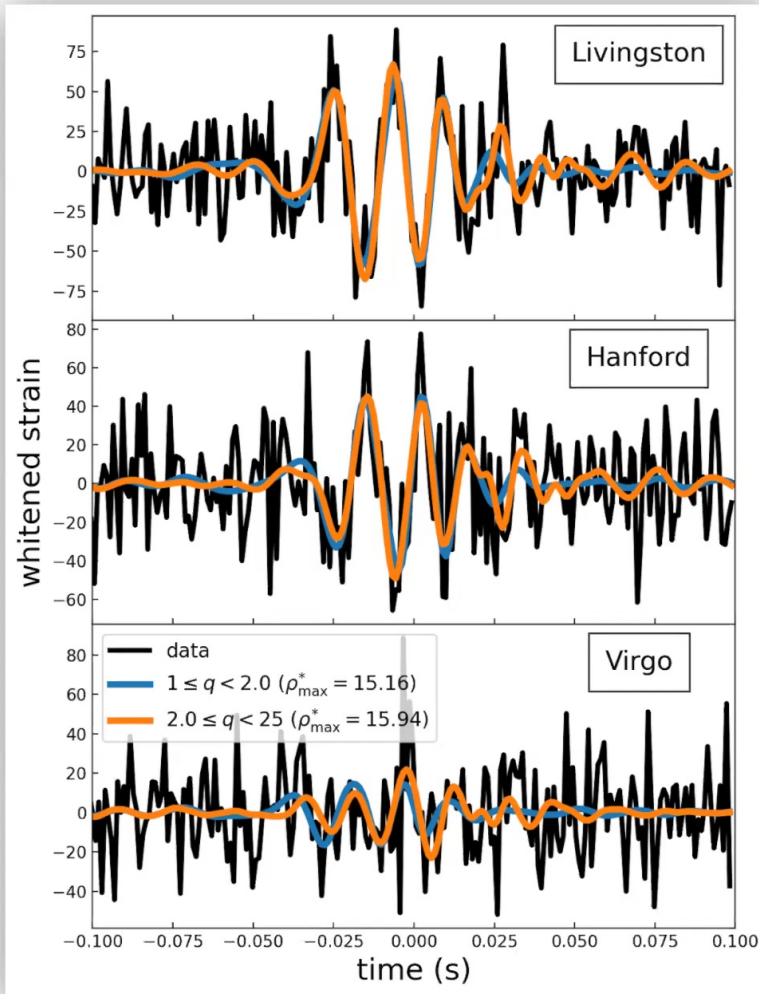 Livingston
75
50
25
0
−25
−50
−75
Hanford
80
60
40
20
0
−20
−40
−60
whitened strain
Virgo
data
1 ≤ q < 2.0 (ρ*max = 15.16)
2.0 ≤ q < 25 (ρ*max = 15.94)
80
60
40
20
0
−20
−40
−0.100 −0.075 −0.050 −0.025 0.000 0.025 0.050 0.075 0.100
time (s)